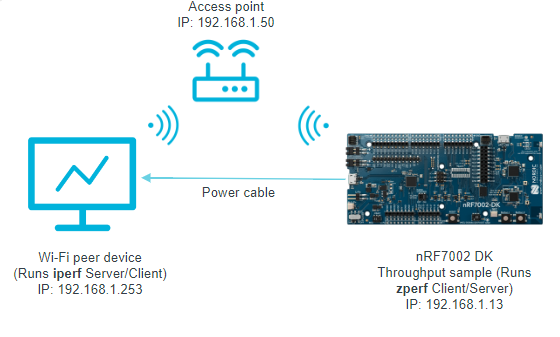 Access point
IP: 192.168.1.50
Power cable
nRF7002-DK
NORDIC
Wi-Fi peer device
(Runs iperf Server/Client)
IP: 192.168.1.253
nRF7002 DK
Throughput sample (Runs
zperf Client/Server)
IP: 192.168.1.13